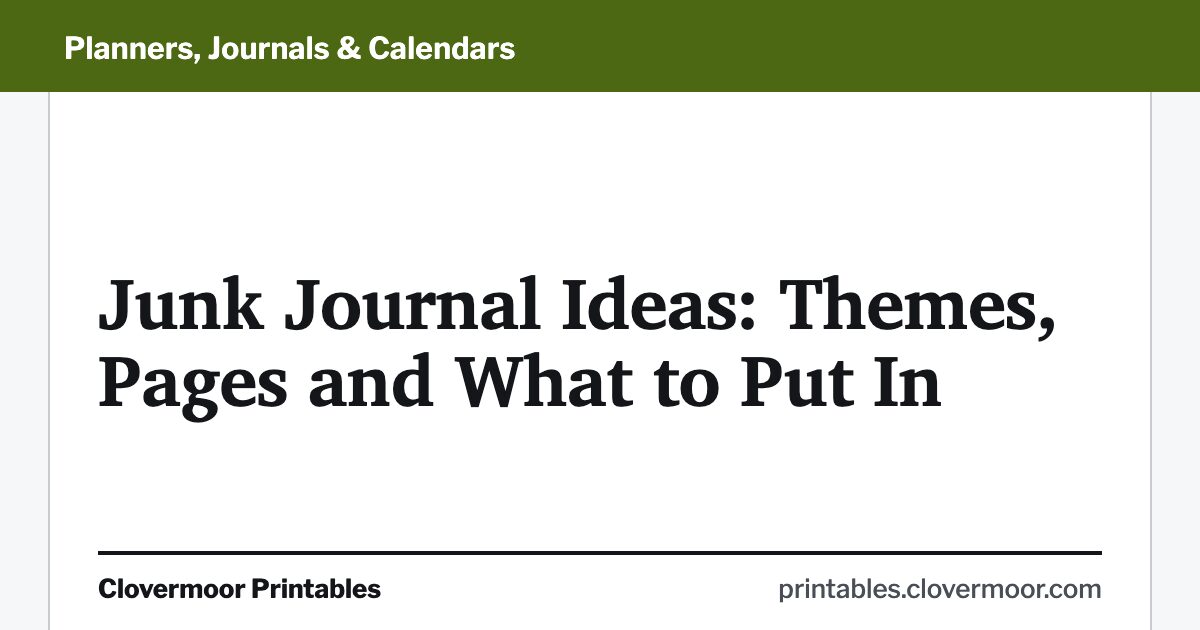 Planners, Journals & Calendars
Junk Journal Ideas: Themes,
Pages and What to Put In
Clovermoor Printables
printables.clovermoor.com